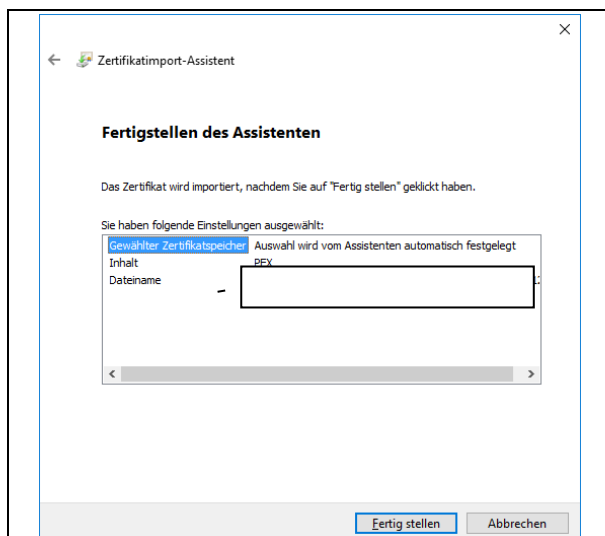 Zertifikatimport-Assistent
Fertigstellen des Assistenten
Das Zertifikat wird importiert, nachdem Sie auf "Fertig stellen" geklickt haben.
Sie haben folgende Einstellungen ausgewählt:
Gewählter Zertifikatspeicher Auswahl wird vom Assistenten automatisch festgelegt
Inhalt PFX
Dateiname
Fertig stellen Abbrechen